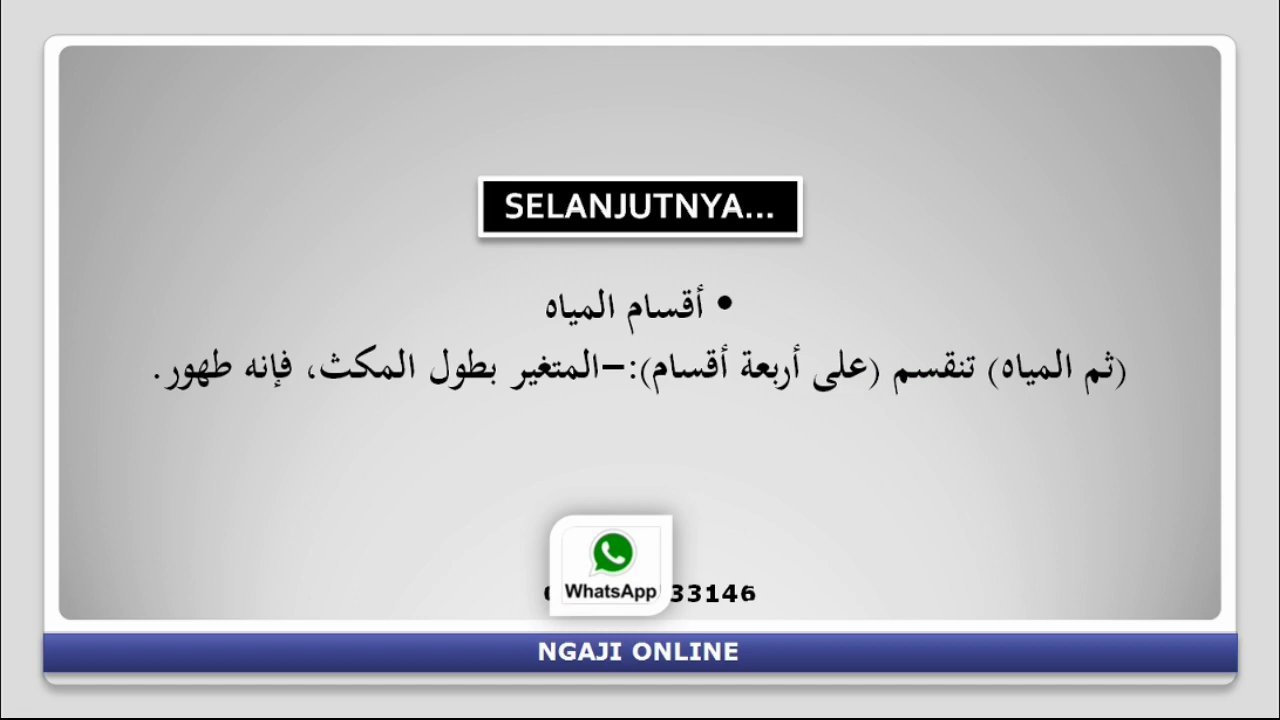 SELANJUTNYA...
• أقسام المياه
(ثم المياه) تنقسم (على أربعة أقسام):-المتغير بطول المكث، فإنه طهور.
WhatsApp
33146
NGAJI ONLINE